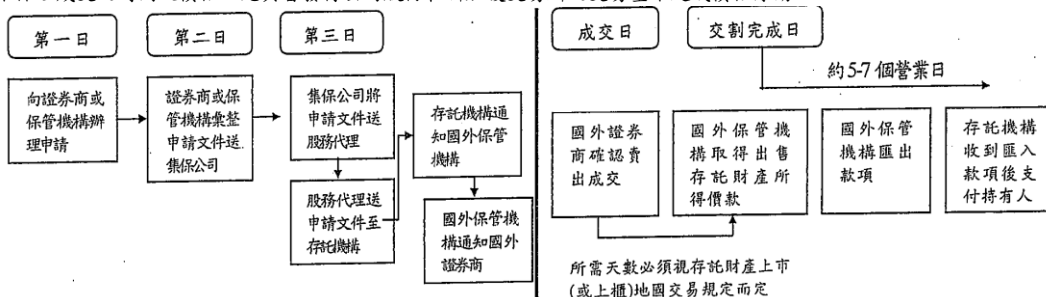 第一日
第二日
第三日
向證券商或
保管機構辦
理申請
證券商或保
管機構彙整
申請文件送
集保公司
集保公司將
申請文件送
股務代理
股務代理送
申請文件至
存託機構
存託機構通
知國外保管
機構
國外保管機
構通知國外
證券商
成交日
交割完成日
約5-7個營業日
國外證券
商確認賣
出成交
國外保管機
構取得出售
存託財產所
得價款
國外保管
機構匯出
款項
存託機構
收到匯入
款項後支
付持有人
所需天數必須視存託財產上市
(或上櫃)地國交易規定而定